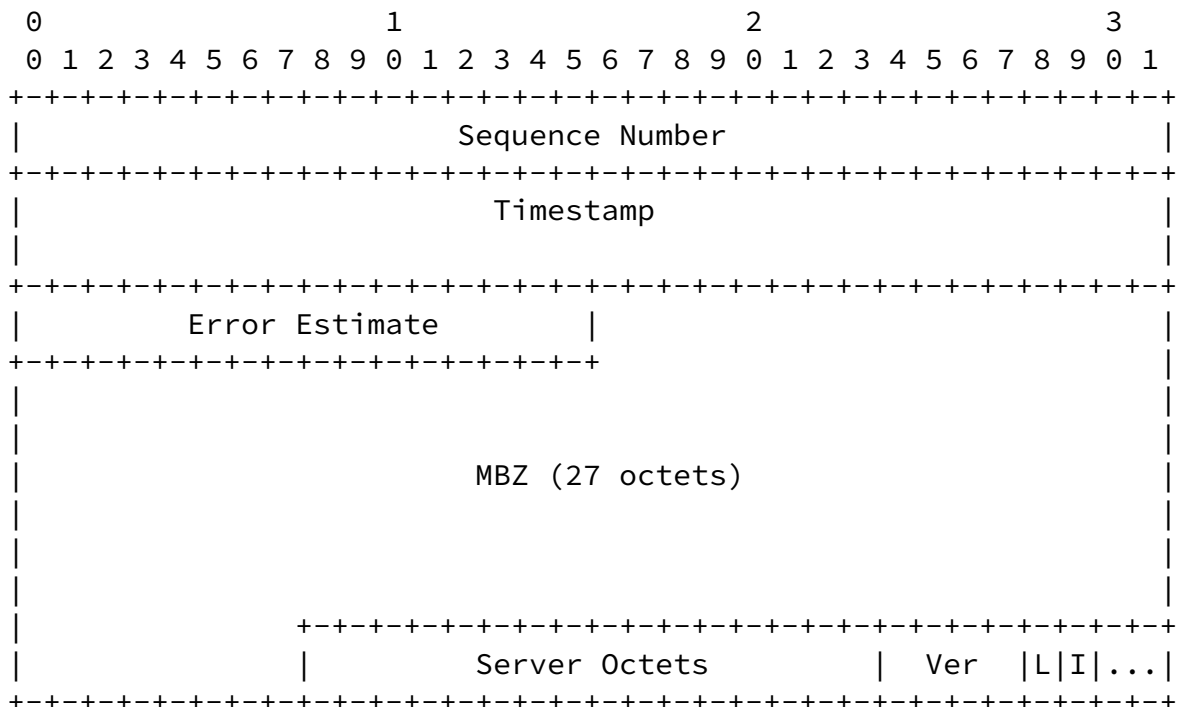 0                   1                   2                   3
 0 1 2 3 4 5 6 7 8 9 0 1 2 3 4 5 6 7 8 9 0 1 2 3 4 5 6 7 8 9 0 1
+-+-+-+-+-+-+-+-+-+-+-+-+-+-+-+-+-+-+-+-+-+-+-+-+-+-+-+-+-+-+-+-+
|                        Sequence Number                        |
+-+-+-+-+-+-+-+-+-+-+-+-+-+-+-+-+-+-+-+-+-+-+-+-+-+-+-+-+-+-+-+-+
|                          Timestamp                            |
|                                                               |
+-+-+-+-+-+-+-+-+-+-+-+-+-+-+-+-+-+-+-+-+-+-+-+-+-+-+-+-+-+-+-+-+
|         Error Estimate        |                               |
+-+-+-+-+-+-+-+-+-+-+-+-+-+-+-+-+                               |
|                                                               |
|                                                               |
|                         MBZ (27 octets)                       |
|                                                               |
|                                                               |
|                                                               |
|               +-+-+-+-+-+-+-+-+-+-+-+-+-+-+-+-+-+-+-+-+-+-+-+-+
|               |         Server Octets         |  Ver  |L|I|...|
+-+-+-+-+-+-+-+-+-+-+-+-+-+-+-+-+-+-+-+-+-+-+-+-+-+-+-+-+-+-+-+-+